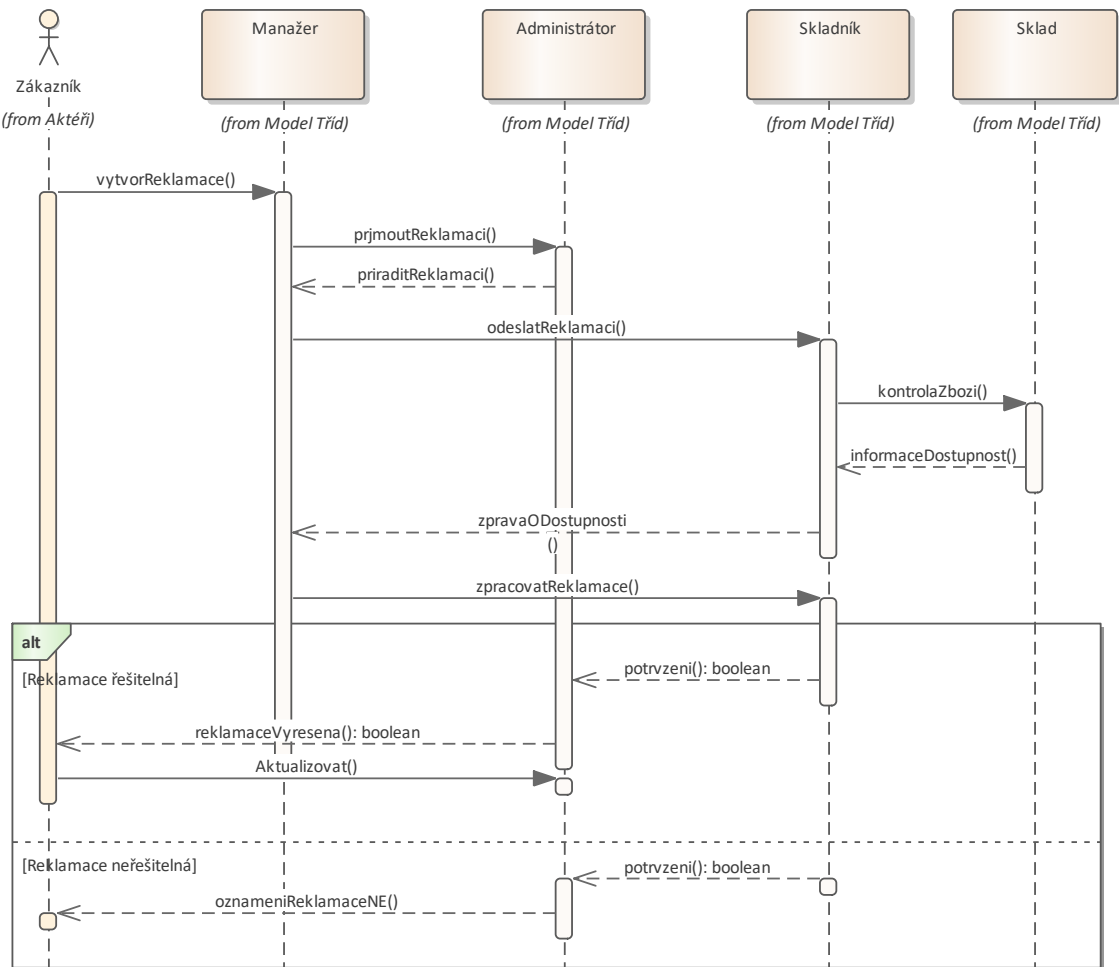 Manažer
Administrátor
Skladník
Sklad
Zákazník
(from Aktéři)
(from Model Tříd)
(from Model Tříd)
(from Model Tříd)
(from Model Tříd)
vytvorReklamace()
prjmoutReklamaci()
priraditReklamaci()
odeslatReklamaci()
kontrolaZbozi()
informaceDostupnost()
zpravaODostupnosti
()
zpracovatReklamace()
alt
[Reklamace řešitelná]
potrvzeni(): boolean
reklamaceVyresena(): boolean
Aktualizovat()
[Reklamace neřešitelná]
potrvzeni(): boolean
oznameniReklamaceNE()